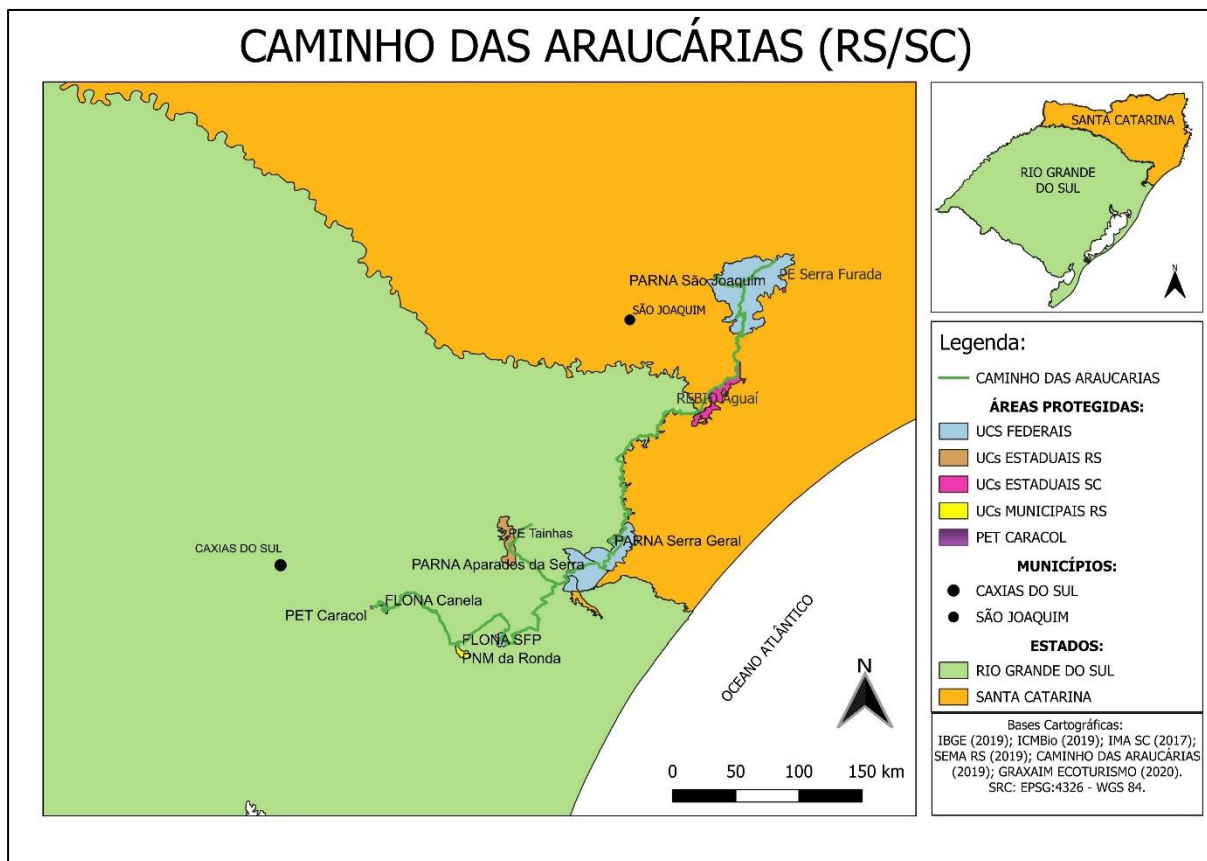 CAMINHO DAS ARAUCÁRIAS (RS/SC)
PARNA São Joaquim
PE Serra Furada
SÃO JOAQUIM
REBIO Aguaí
PE Tainhas
PARNA Serra Geral
CAXIAS DO SUL
PARNA Aparados da Serra
FLONA Canela
PET Caracol
FLONA SFP
PNM da Ronda
OCEANO ATLÂNTICO
N
0 50 100 150 km
SANTA CATARINA
RIO GRANDE
DO SUL
N
Legenda:
CAMINHO DAS ARAUCARIAS
ÁREAS PROTEGIDAS:
UCS FEDERAIS
UCs ESTADUAIS RS
UCs ESTADUAIS SC
UCs MUNICIPAIS RS
PET CARACOL
MUNICÍPIOS:
CAXIAS DO SUL
SÃO JOAQUIM
ESTADOS:
RIO GRANDE DO SUL
SANTA CATARINA
Bases Cartográficas:
IBGE (2019); ICMBio (2019); IMA SC (2017);
SEMA RS (2019); CAMINHO DAS ARAUCÁRIAS
(2019); GRAXAIM ECOTURISMO (2020).
SRC: EPSG:4326 - WGS 84.